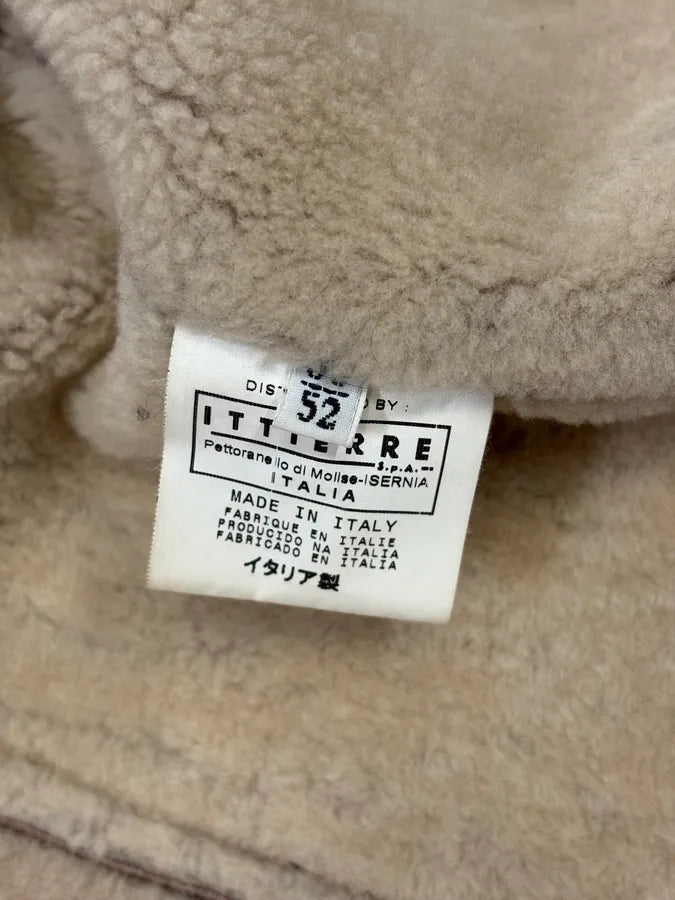 52
BY :
ITTIERRE
S.p.A.
Pettoranello di Molise-ISERNIA
ITALIA
MADE IN ITALY
FABRIQUE EN ITALIE
PRODUCIDO NA ITALIA
FABRICADO EN ITALIA
イタリア製